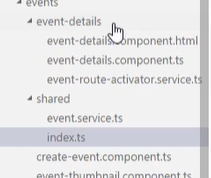 events
event-details
event-details.component.html
event-details.component.ts
event-route-activator.service.ts
shared
event.service.ts
index.ts
create-event.component.ts
event-thumbnail.component.ts